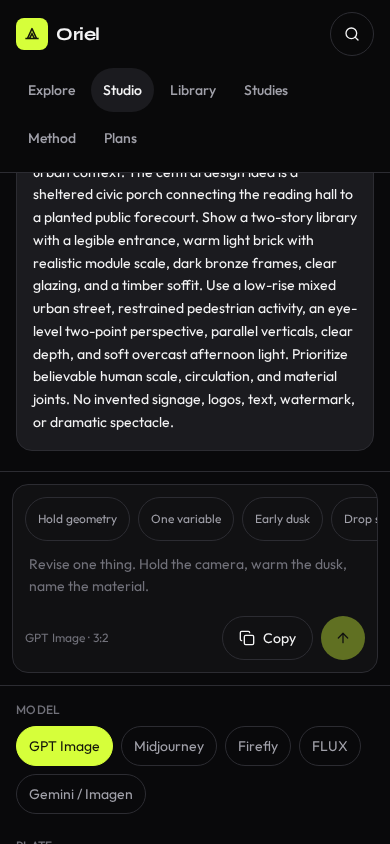 Oriel
Explore
Studio
Library
Studies
Method
Plans
urban context. The central design idea is a
sheltered civic porch connecting the reading hall to
a planted public forecourt. Show a two-story library
with a legible entrance, warm light brick with
realistic module scale, dark bronze frames, clear
glazing, and a timber soffit. Use a low-rise mixed
urban street, restrained pedestrian activity, an eye-
level two-point perspective, parallel verticals, clear
depth, and soft overcast afternoon light. Prioritize
believable human scale, circulation, and material
joints. No invented signage, logos, text, watermark,
or dramatic spectacle.
Hold geometry
One variable
Early dusk
Drop
Revise one thing. Hold the camera, warm the dusk,
name the material.
GPT Image · 3:2
Copy
MODEL
GPT Image
Midjourney
Firefly
FLUX
Gemini / Imagen